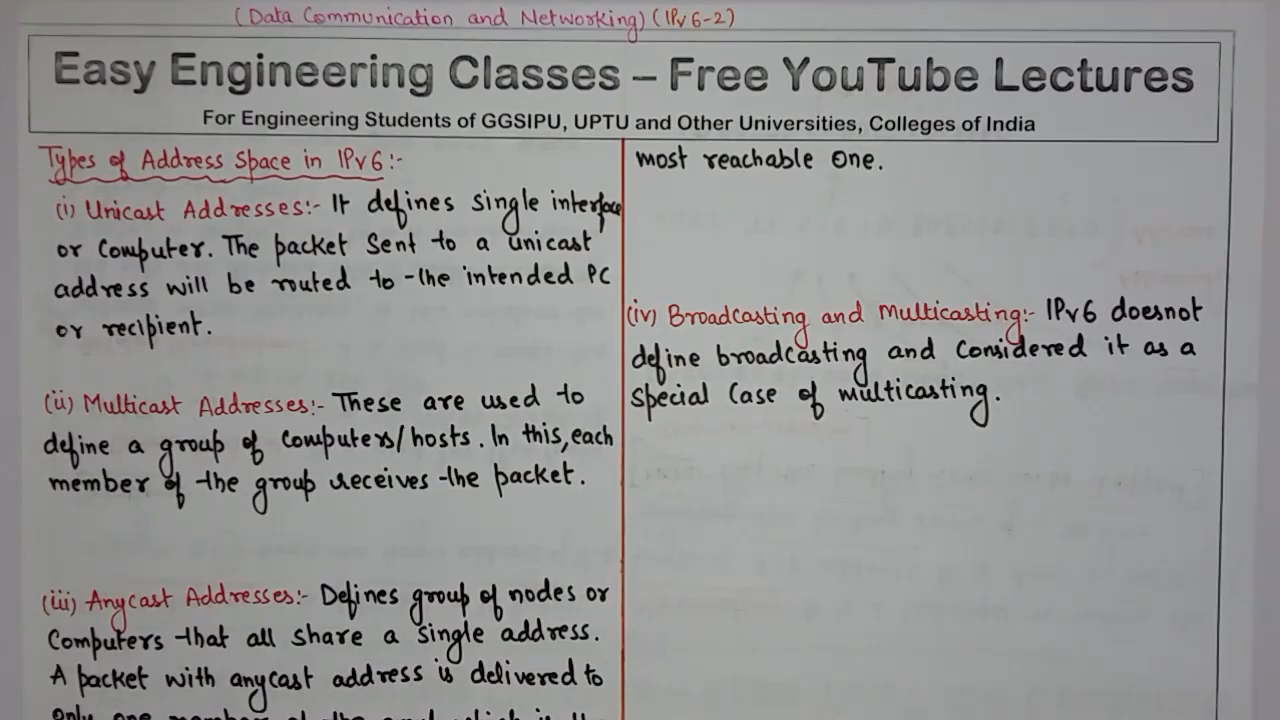 (Data Communication and Networking) (IPv6-2)
Easy Engineering Classes – Free YouTube Lectures
For Engineering Students of GGSIPU, UPTU and Other Universities, Colleges of India
Types of Address Space in IPv6:-
(i) Unicast Addresses:- It defines single interface
or Computer. The packet sent to a unicast
address will be routed to the intended PC
or recipient.
(ii) Multicast Addresses:- These are used to
define a group of computers/hosts. In this, each
member of the group receives the packet.
(iii) Anycast Addresses:- Defines group of nodes or
Computers that all share a single address.
A packet with anycast address is delivered to
only one member of the
most reachable one.
(iv) Broadcasting and Multicasting:- IPv6 doesnot
define broadcasting and Considered it as a
special Case of multicasting.